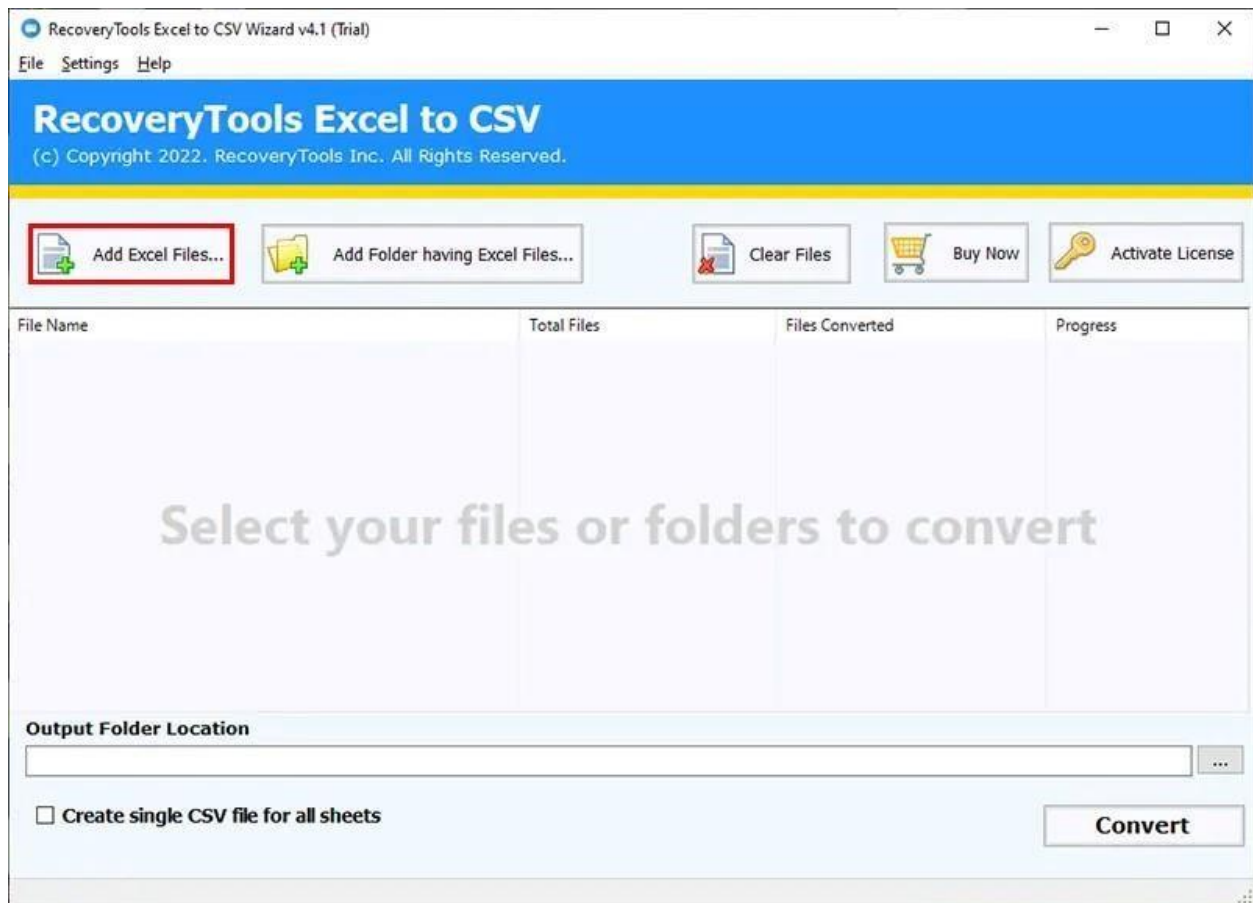 RecoveryTools Excel to CSV Wizard v4.1 (Trial)
File Settings Help
RecoveryTools Excel to CSV
(c) Copyright 2022. RecoveryTools Inc. All Rights Reserved.
Add Excel Files... Add Folder having Excel Files... Clear Files Buy Now Activate License
File Name Total Files Files Converted Progress
Select your files or folders to convert
Output Folder Location
...
Create single CSV file for all sheets
Convert